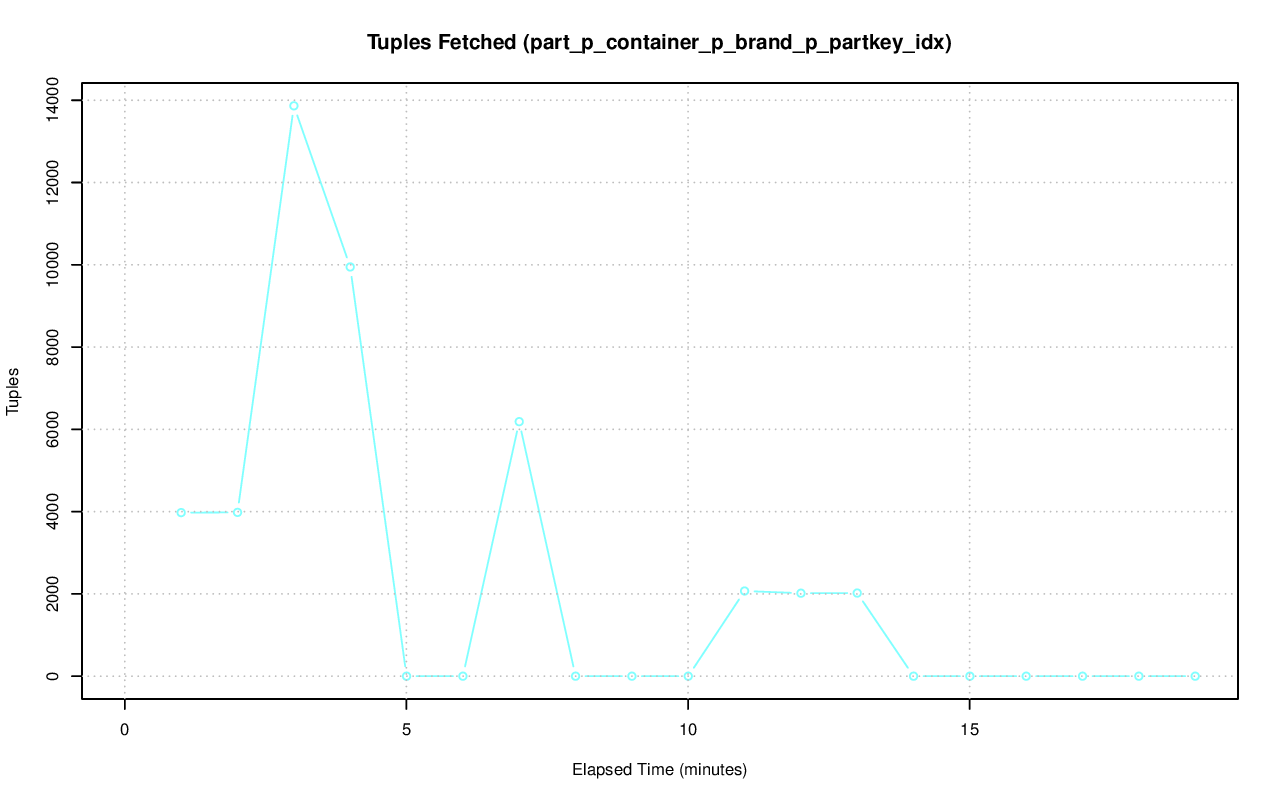 Tuples Fetched (part_p_container_p_brand_p_partkey_idx)
14000
12000
10000
8000
6000
4000
2000
0
Tuples
0 5 10 15
Elapsed Time (minutes)